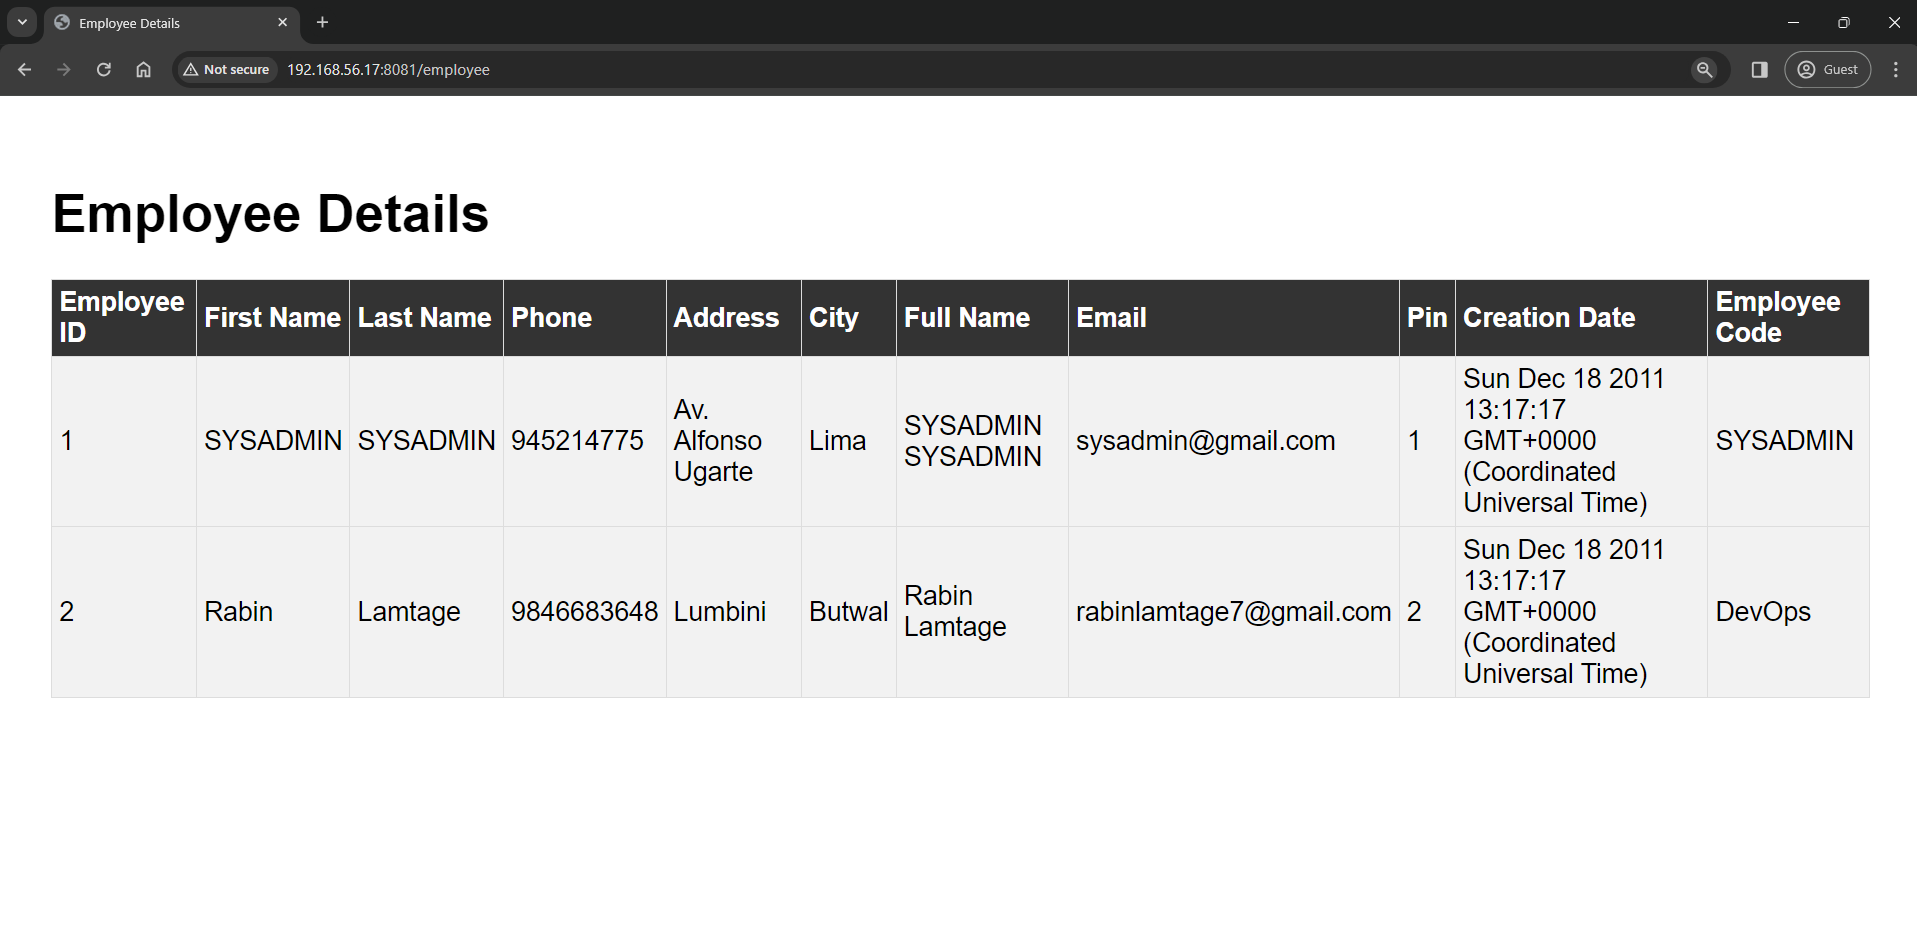 Employee Details
Not secure
192.168.56.17:8081/employee
Guest
Employee Details
Employee ID First Name Last Name Phone Address City Full Name Email Pin Creation Date Employee Code
1 SYSADMIN SYSADMIN 945214775 Av. Alfonso Ugarte Lima SYSADMIN SYSADMIN sysadmin@gmail.com 1 Sun Dec 18 2011 13:17:17 GMT+0000 (Coordinated Universal Time) SYSADMIN
2 Rabin Lamtage 9846683648 Lumbini Butwal Rabin Lamtage rabinlamtage7@gmail.com 2 Sun Dec 18 2011 13:17:17 GMT+0000 (Coordinated Universal Time) DevOps